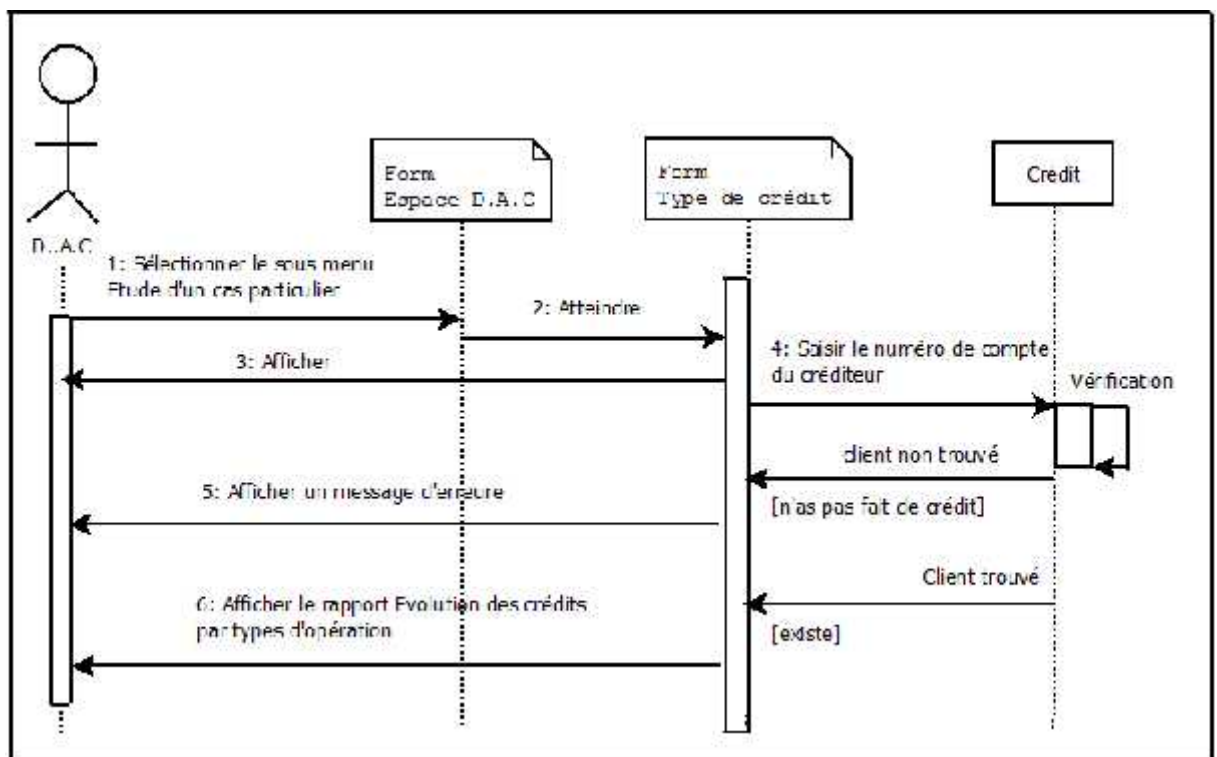 Form
Espace D.A.C
Form
Type de crédit
Credit
D.A.C
1: Sélectionner le sous menu
Etude d'un cas particulier
2: Atteindre
3: Afficher
4: Saisir le numéro de compte
du créditeur
Vérification
client non trouvé
5: Afficher un message d'erreure
[n'as pas fait de crédit]
Client trouvé
6: Afficher le rapport Evolution des crédits
par types d'opération
[existe]